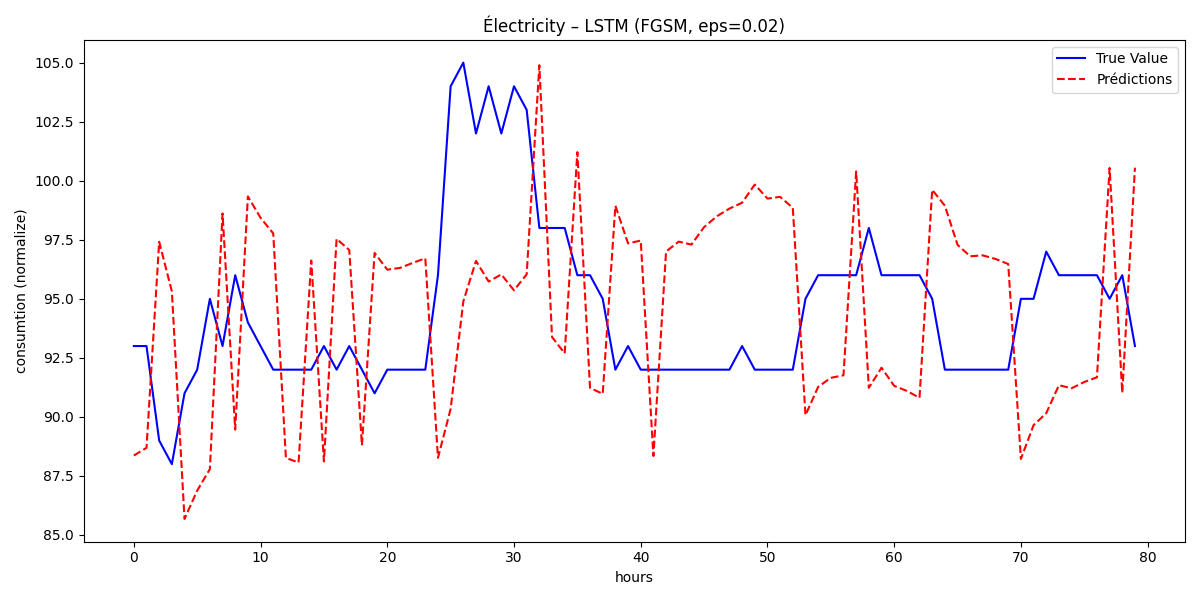 Électricity – LSTM (FGSM, eps=0.02)
True Value
Prédictions
consumtion (normalize)
105.0
102.5
100.0
97.5
95.0
92.5
90.0
87.5
85.0
0 10 20 30 40 50 60 70 80
hours